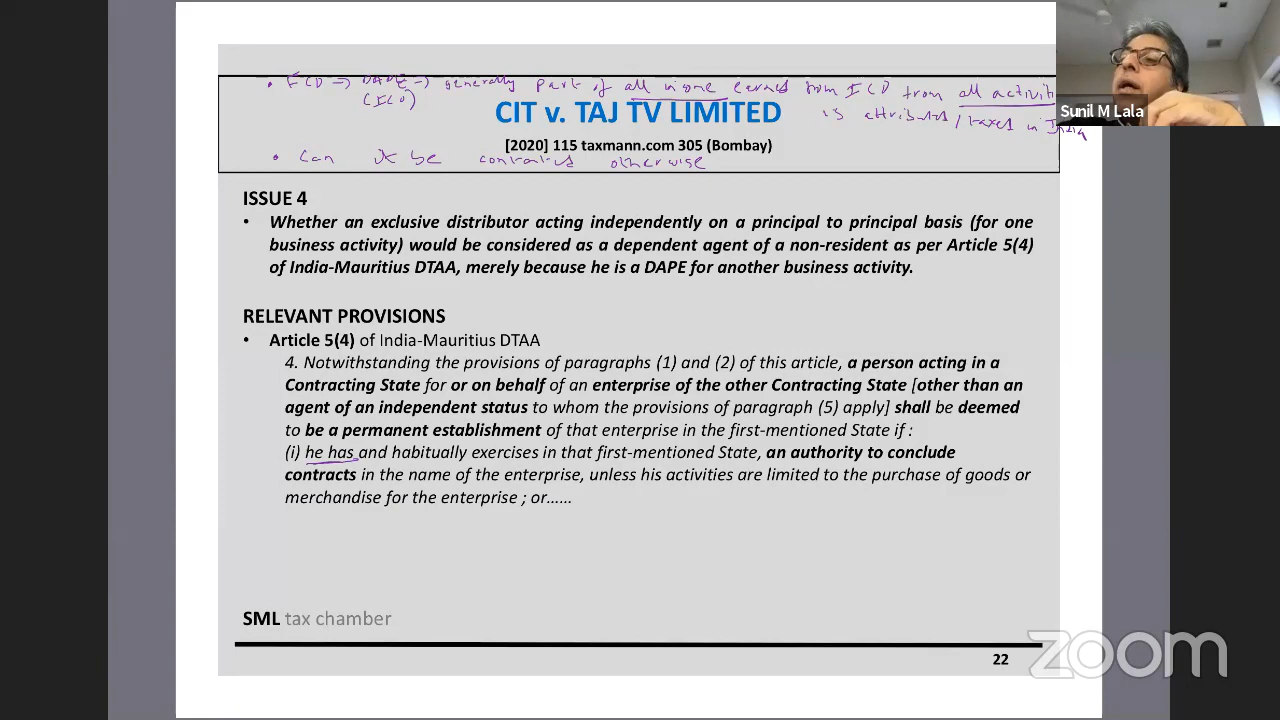 • FCO → DAPE → generally part of all income earned from ICO from all activiti
(ICO)
is attributed / taxed in India
CIT v. TAJ TV LIMITED
[2020] 115 taxmann.com 305 (Bombay)
• Can be otherwise
Sunil M Lala
ISSUE 4
• Whether an exclusive distributor acting independently on a principal to principal basis (for one
business activity) would be considered as a dependent agent of a non-resident as per Article 5(4)
of India-Mauritius DTAA, merely because he is a DAPE for another business activity.
RELEVANT PROVISIONS
• Article 5(4) of India-Mauritius DTAA
4. Notwithstanding the provisions of paragraphs (1) and (2) of this article, a person acting in a
Contracting State for or on behalf of an enterprise of the other Contracting State [other than an
agent of an independent status to whom the provisions of paragraph (5) apply] shall be deemed
to be a permanent establishment of that enterprise in the first-mentioned State if :
(i) he has and habitually exercises in that first-mentioned State, an authority to conclude
contracts in the name of the enterprise, unless his activities are limited to the purchase of goods or
merchandise for the enterprise ; or......
SML tax chamber
22
zoom